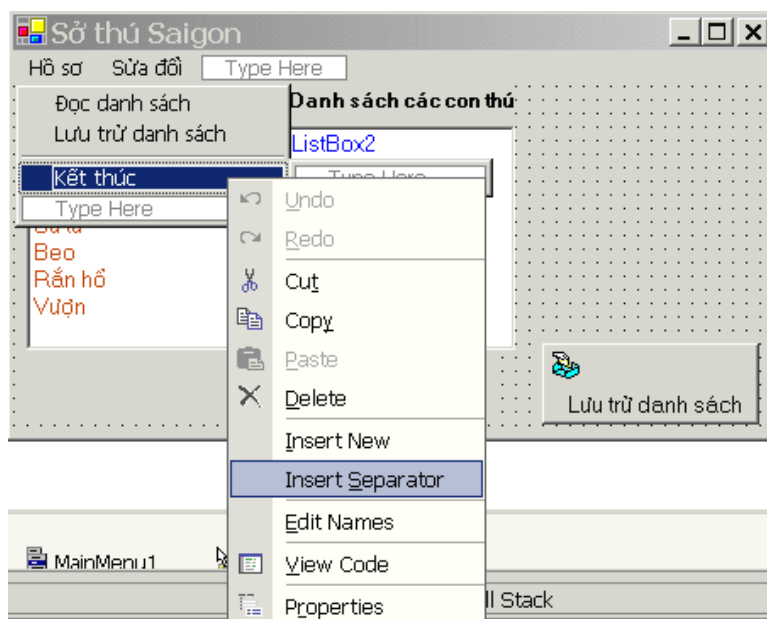 Sở thú Saigon
Hồ sơ Sửa đổi Type Here
Đọc danh sách
Lưu trữ danh sách
Kết thúc
Type Here
Danh sách các con thú
ListBox2
Type Here
Beo
Rắn hổ
Vượn
Undo
Redo
Cut
Copy
Paste
Delete
Insert New
Insert Separator
Edit Names
View Code
Properties
Lưu trữ danh sách
MainMenu1
ll Stack